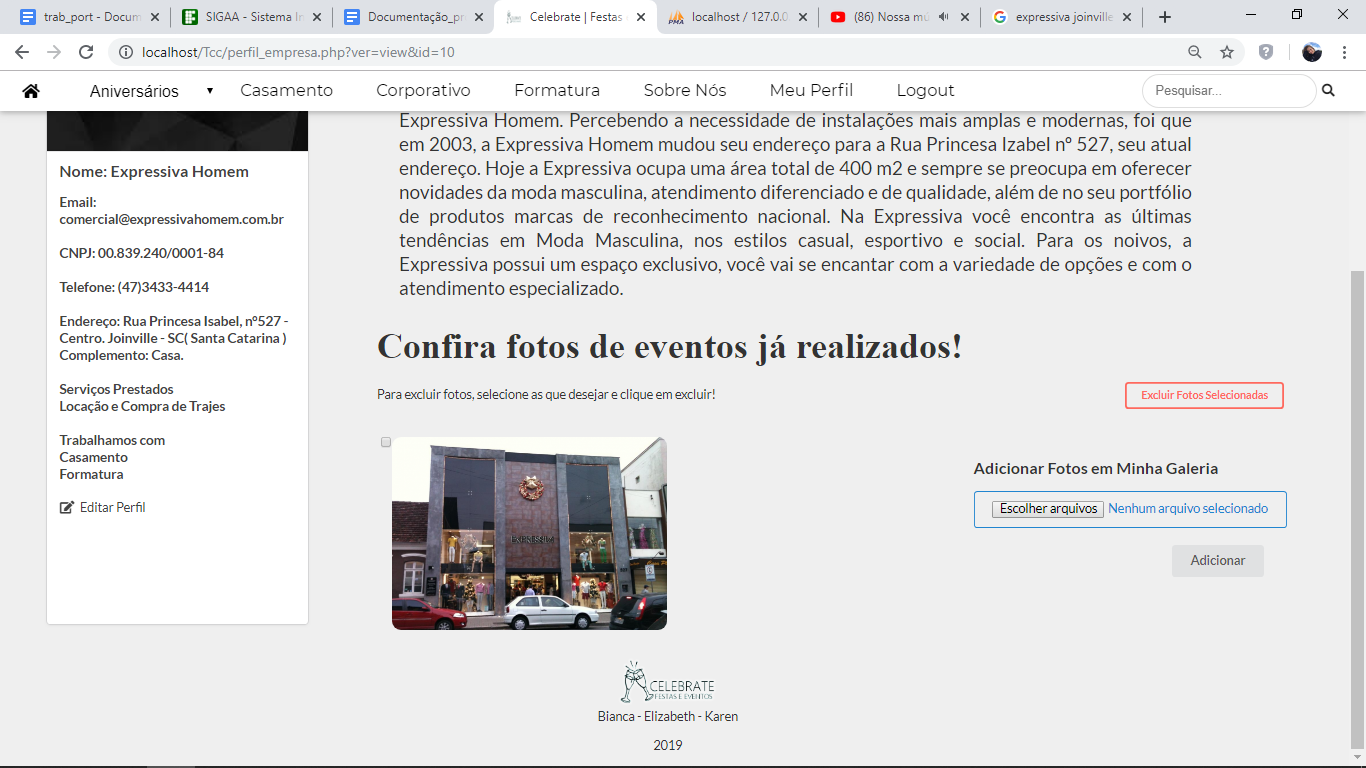 trab_port - Docum
SIGAA - Sistema In
Documentação_pr
Celebrate | Festas
localhost / 127.0.0
(86) Nossa mú
expressiva joinville
localhost/Tcc/perfil_empresa.php?ver=view&id=10
Aniversários
Casamento
Corporativo
Formatura
Sobre Nós
Meu Perfil
Logout
Pesquisar...
Nome: Expressiva Homem
Email:
comercial@expressivahomem.com.br
CNPJ: 00.839.240/0001-84
Telefone: (47)3433-4414
Endereço: Rua Princesa Isabel, nº527 -
Centro. Joinville - SC( Santa Catarina )
Complemento: Casa.
Serviços Prestados
Locação e Compra de Trajes
Trabalhamos com
Casamento
Formatura
Editar Perfil
Expressiva Homem. Percebendo a necessidade de instalações mais amplas e modernas, foi que
em 2003, a Expressiva Homem mudou seu endereço para a Rua Princesa Izabel nº 527, seu atual
endereço. Hoje a Expressiva ocupa uma área total de 400 m2 e sempre se preocupa em oferecer
novidades da moda masculina, atendimento diferenciado e de qualidade, além de no seu portfólio
de produtos marcas de reconhecimento nacional. Na Expressiva você encontra as últimas
tendências em Moda Masculina, nos estilos casual, esportivo e social. Para os noivos, a
Expressiva possui um espaço exclusivo, você vai se encantar com a variedade de opções e com o
atendimento especializado.
Confira fotos de eventos já realizados!
Para excluir fotos, selecione as que desejar e clique em excluir!
Excluir Fotos Selecionadas
EXPRESSIVA
Adicionar Fotos em Minha Galeria
Escolher arquivos Nenhum arquivo selecionado
Adicionar
CELEBRATE
FESTAS E EVENTOS
Bianca - Elizabeth - Karen
2019